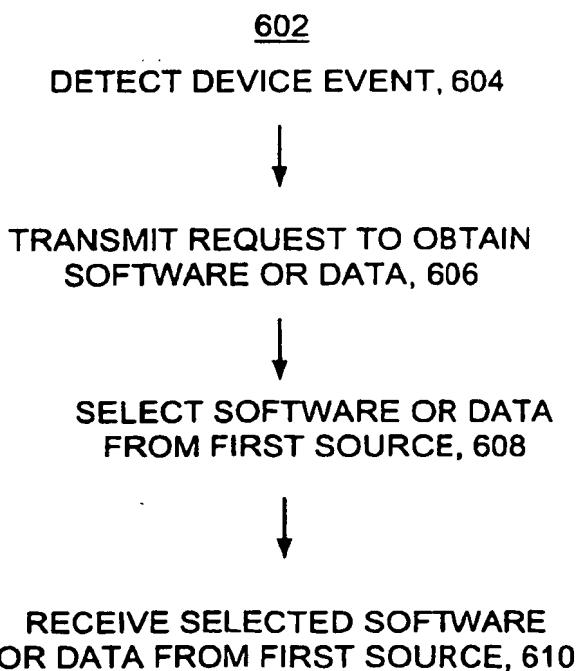 602
DETECT DEVICE EVENT, 604
TRANSMIT REQUEST TO OBTAIN
SOFTWARE OR DATA, 606
SELECT SOFTWARE OR DATA
FROM FIRST SOURCE, 608
RECEIVE SELECTED SOFTWARE
OR DATA FROM FIRST SOURCE, 610